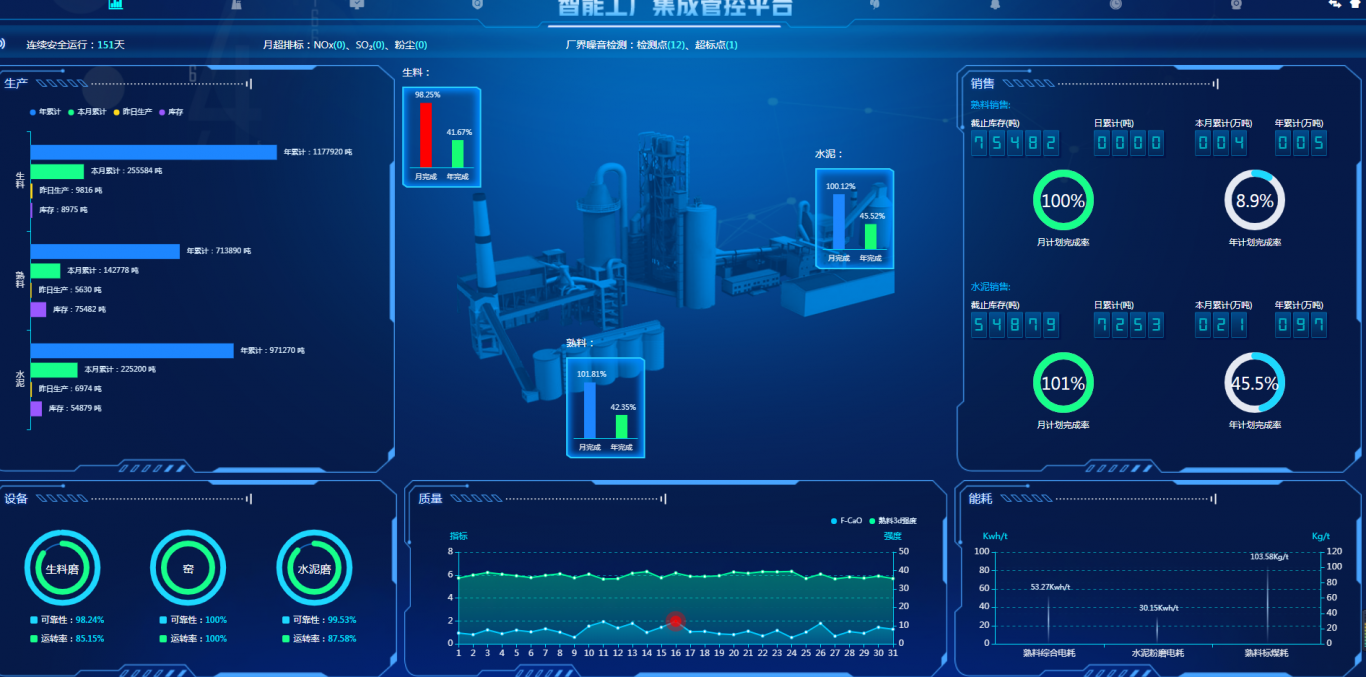 智能工厂集成管控平台
连续安全运行：151天
月超排标：NOx(0)、SO₂(0)、粉尘(0)
厂界噪音检测：检测点(12)、超标点(1)
生产
年累计 本月累计 昨日生产 库存
生料
年累计：1177920 吨
本月累计：255584 吨
昨日生产：9816 吨
库存：8975 吨
熟料
年累计：713890 吨
本月累计：142778 吨
昨日生产：5630 吨
库存：75482 吨
水泥
年累计：971270 吨
本月累计：225200 吨
昨日生产：6974 吨
库存：54879 吨
生料：
98.25%
41.67%
月完成 年完成
水泥：
100.12%
45.52%
月完成 年完成
熟料：
101.81%
42.35%
月完成 年完成
销售
熟料销售:
截止库存(吨) 日累计(吨) 本月累计(万吨) 年累计(万吨)
75482 0000 004 005
100% 8.9%
月计划完成率 年计划完成率
水泥销售:
截止库存(吨) 日累计(吨) 本月累计(万吨) 年累计(万吨)
54879 7253 021 097
101% 45.5%
月计划完成率 年计划完成率
设备
生料磨 窑 水泥磨
可靠性：98.24% 可靠性：100% 可靠性：99.53%
运转率：85.15% 运转率：100% 运转率：87.58%
质量
F-CaO 熟料3d强度
指标 强度
8 50
40
6
30
4
20
2 10
0 0
1 2 3 4 5 6 7 8 9 10 11 12 13 14 15 16 17 18 19 20 21 22 23 24 25 26 27 28 29 30 31
能耗
Kwh/t Kg/t
100 120
103.58Kg/t
100
80
80
53.27Kwh/t
60
60
30.15Kwh/t
40
40
20
20
0 0
熟料综合电耗 水泥粉磨电耗 熟料标煤耗